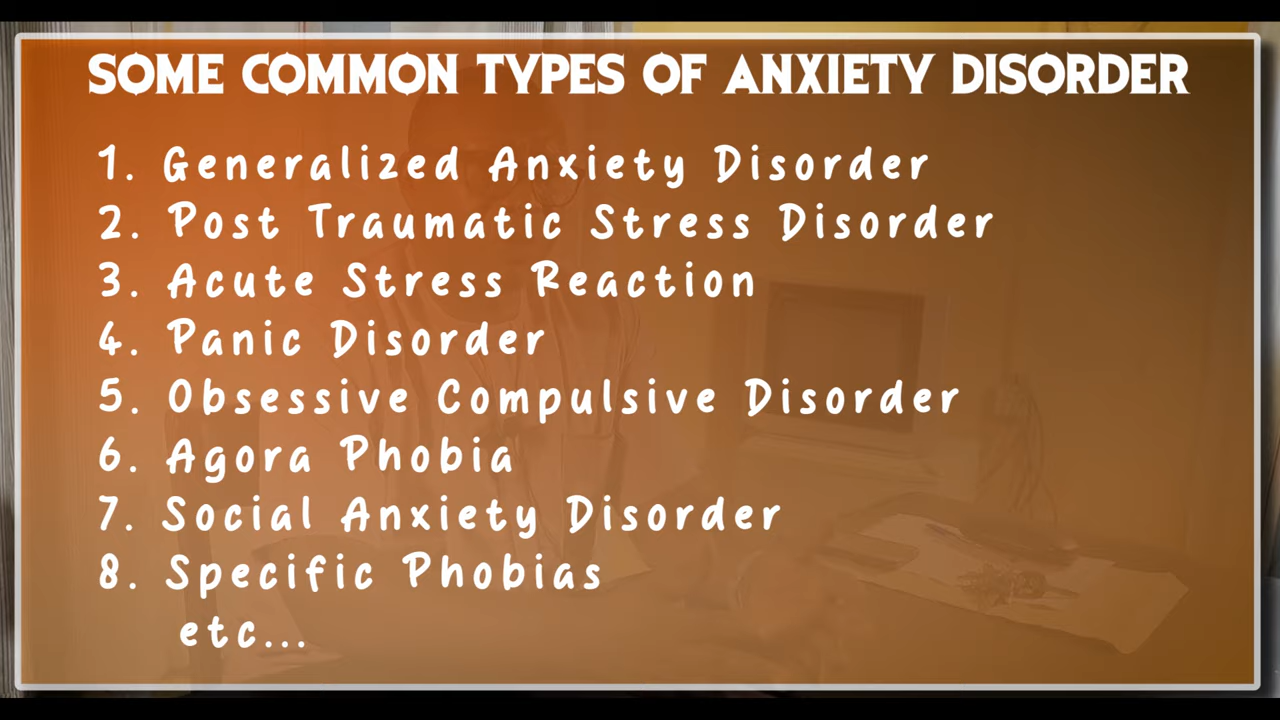 SOME COMMON TYPES OF ANXIETY DISORDER
1. Generalized Anxiety Disorder
2. Post Traumatic Stress Disorder
3. Acute Stress Reaction
4. Panic Disorder
5. Obsessive Compulsive Disorder
6. Agora Phobia
7. Social Anxiety Disorder
8. Specific Phobias
etc...